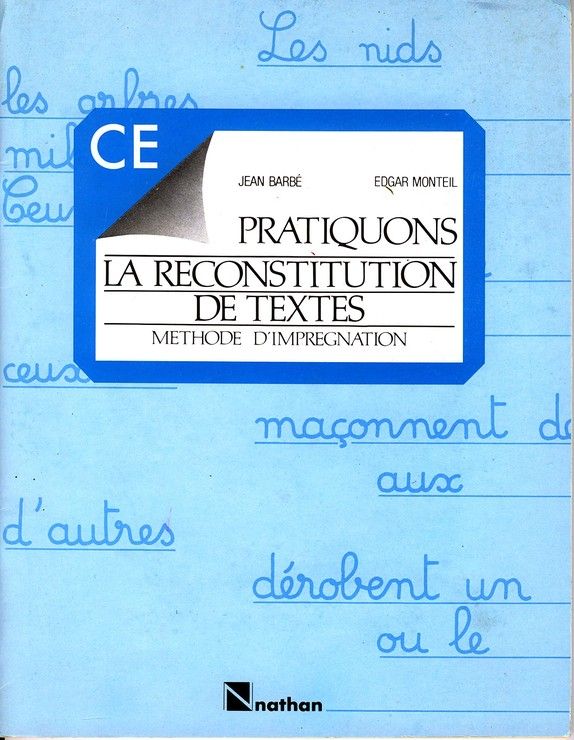 Les nids
les arbres
CE
JEAN BARBÉ EDGAR MONTEIL
PRATIQUONS
LA RECONSTITUTION
DE TEXTES
METHODE D'IMPREGNATION
ceux
maçonnent
aux
d'autres
dérobent un
ou le
nathan